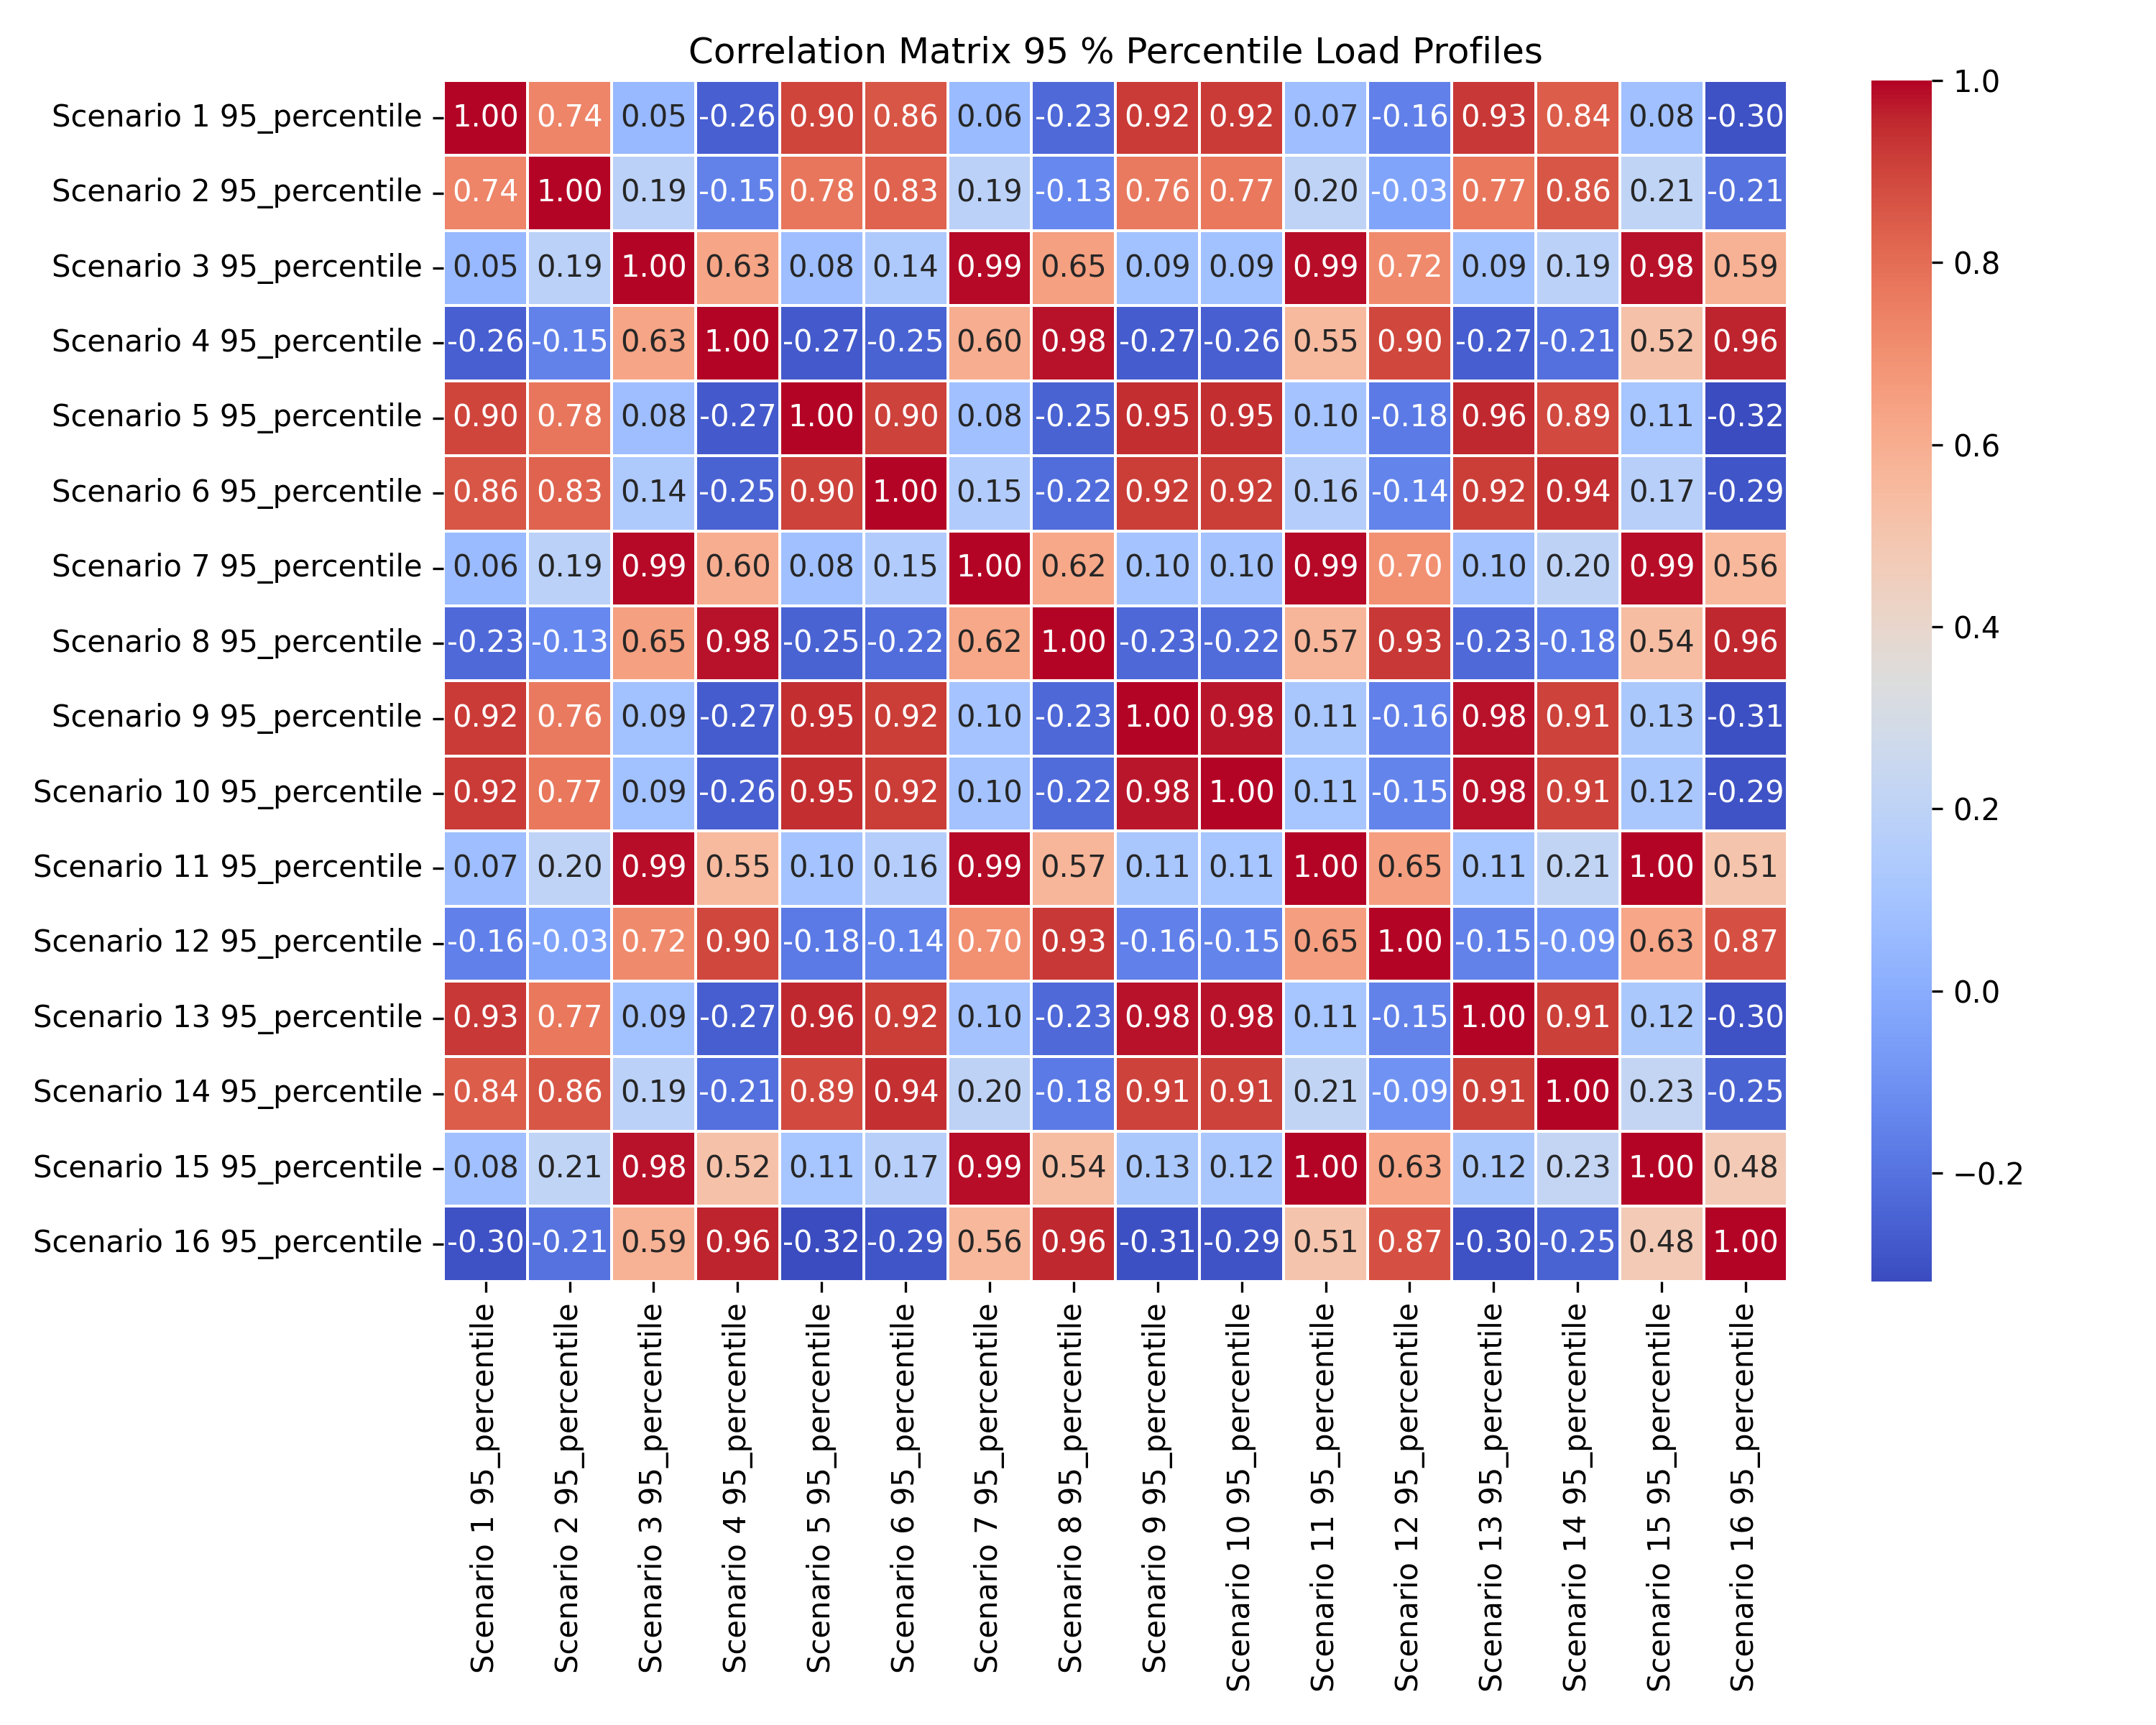 Correlation Matrix 95 % Percentile Load Profiles
Scenario 1 95_percentile 1.00 0.74 0.05 -0.26 0.90 0.86 0.06 -0.23 0.92 0.92 0.07 -0.16 0.93 0.84 0.08 -0.30
Scenario 2 95_percentile 0.74 1.00 0.19 -0.15 0.78 0.83 0.19 -0.13 0.76 0.77 0.20 -0.03 0.77 0.86 0.21 -0.21
Scenario 3 95_percentile 0.05 0.19 1.00 0.63 0.08 0.14 0.99 0.65 0.09 0.09 0.99 0.72 0.09 0.19 0.98 0.59
Scenario 4 95_percentile -0.26 -0.15 0.63 1.00 -0.27 -0.25 0.60 0.98 -0.27 -0.26 0.55 0.90 -0.27 -0.21 0.52 0.96
Scenario 5 95_percentile 0.90 0.78 0.08 -0.27 1.00 0.90 0.08 -0.25 0.95 0.95 0.10 -0.18 0.96 0.89 0.11 -0.32
Scenario 6 95_percentile 0.86 0.83 0.14 -0.25 0.90 1.00 0.15 -0.22 0.92 0.92 0.16 -0.14 0.92 0.94 0.17 -0.29
Scenario 7 95_percentile 0.06 0.19 0.99 0.60 0.08 0.15 1.00 0.62 0.10 0.10 0.99 0.70 0.10 0.20 0.99 0.56
Scenario 8 95_percentile -0.23 -0.13 0.65 0.98 -0.25 -0.22 0.62 1.00 -0.23 -0.22 0.57 0.93 -0.23 -0.18 0.54 0.96
Scenario 9 95_percentile 0.92 0.76 0.09 -0.27 0.95 0.92 0.10 -0.23 1.00 0.98 0.11 -0.16 0.98 0.91 0.13 -0.31
Scenario 10 95_percentile 0.92 0.77 0.09 -0.26 0.95 0.92 0.10 -0.22 0.98 1.00 0.11 -0.15 0.98 0.91 0.12 -0.29
Scenario 11 95_percentile 0.07 0.20 0.99 0.55 0.10 0.16 0.99 0.57 0.11 0.11 1.00 0.65 0.11 0.21 1.00 0.51
Scenario 12 95_percentile -0.16 -0.03 0.72 0.90 -0.18 -0.14 0.70 0.93 -0.16 -0.15 0.65 1.00 -0.15 -0.09 0.63 0.87
Scenario 13 95_percentile 0.93 0.77 0.09 -0.27 0.96 0.92 0.10 -0.23 0.98 0.98 0.11 -0.15 1.00 0.91 0.12 -0.30
Scenario 14 95_percentile 0.84 0.86 0.19 -0.21 0.89 0.94 0.20 -0.18 0.91 0.91 0.21 -0.09 0.91 1.00 0.23 -0.25
Scenario 15 95_percentile 0.08 0.21 0.98 0.52 0.11 0.17 0.99 0.54 0.13 0.12 1.00 0.63 0.12 0.23 1.00 0.48
Scenario 16 95_percentile -0.30 -0.21 0.59 0.96 -0.32 -0.29 0.56 0.96 -0.31 -0.29 0.51 0.87 -0.30 -0.25 0.48 1.00
Scenario 1 95_percentile
Scenario 2 95_percentile
Scenario 3 95_percentile
Scenario 4 95_percentile
Scenario 5 95_percentile
Scenario 6 95_percentile
Scenario 7 95_percentile
Scenario 8 95_percentile
Scenario 9 95_percentile
Scenario 10 95_percentile
Scenario 11 95_percentile
Scenario 12 95_percentile
Scenario 13 95_percentile
Scenario 14 95_percentile
Scenario 15 95_percentile
Scenario 16 95_percentile
1.0
0.8
0.6
0.4
0.2
0.0
−0.2